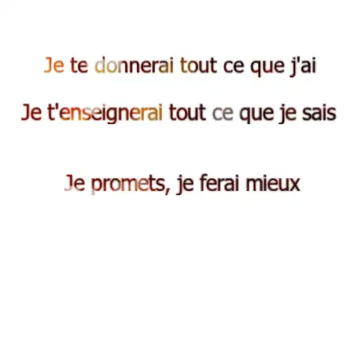 Je te donnerai tout ce que j'ai
Je t'enseignerai tout ce que je sais
Je promets, je ferai mieux